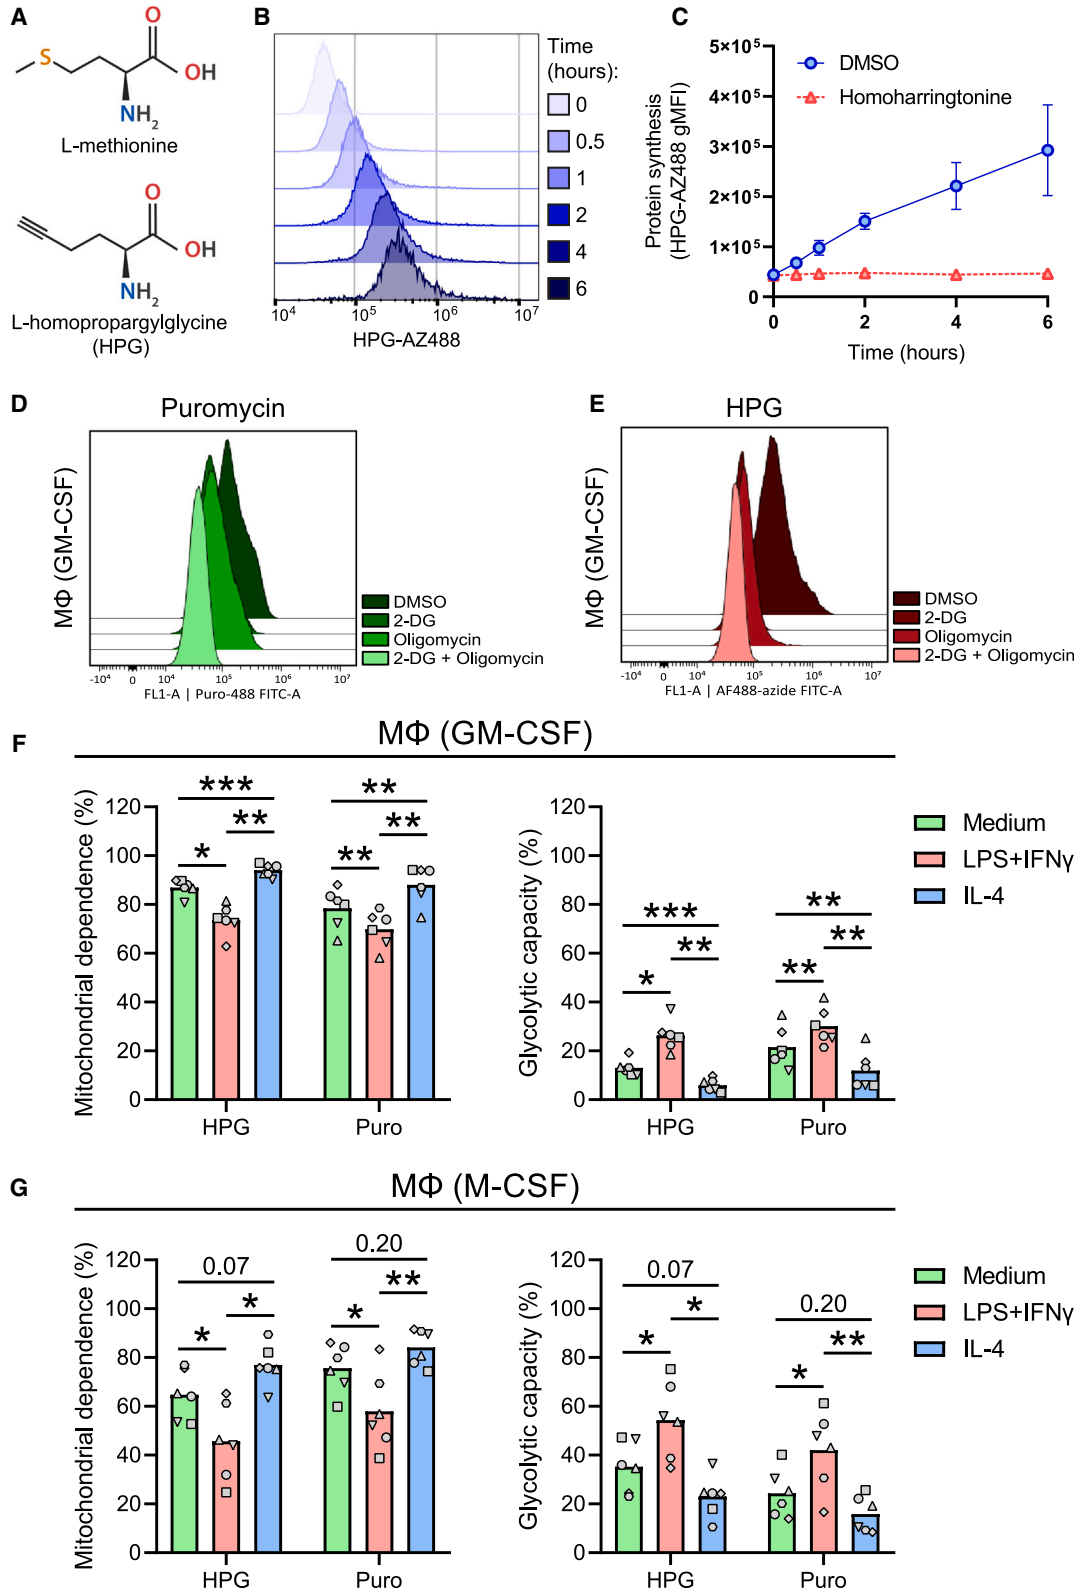 A
S
O
OH
NH2
L-methionine
O
OH
NH2
L-homopropargylglycine
(HPG)
B
Time
(hours):
0
0.5
1
2
4
6
10^4 10^5 10^6 10^7
HPG-AZ488
C
Protein synthesis
(HPG-AZ488 gMFI)
5×10^5
4×10^5
3×10^5
2×10^5
1×10^5
0
DMSO
Homoharringtonine
0 2 4 6
Time (hours)
D
Puromycin
MΦ (GM-CSF)
DMSO
2-DG
Oligomycin
2-DG + Oligomycin
-10^4 0 10^4 10^5 10^6 10^7
FL1-A | Puro-488 FITC-A
E
HPG
MΦ (GM-CSF)
DMSO
2-DG
Oligomycin
2-DG + Oligomycin
-10^4 0 10^4 10^5 10^6 10^7
FL1-A | AF488-azide FITC-A
F
MΦ (GM-CSF)
Mitochondrial dependence (%)
120
100
80
60
40
20
0
***
**
*
**
**
**
HPG Puro
Glycolytic capacity (%)
120
100
80
60
40
20
0
***
**
*
**
**
**
HPG Puro
Medium
LPS+IFNγ
IL-4
G
MΦ (M-CSF)
Mitochondrial dependence (%)
120
100
80
60
40
20
0
0.07
*
*
0.20
**
*
HPG Puro
Glycolytic capacity (%)
120
100
80
60
40
20
0
0.07
*
*
0.20
**
*
HPG Puro
Medium
LPS+IFNγ
IL-4